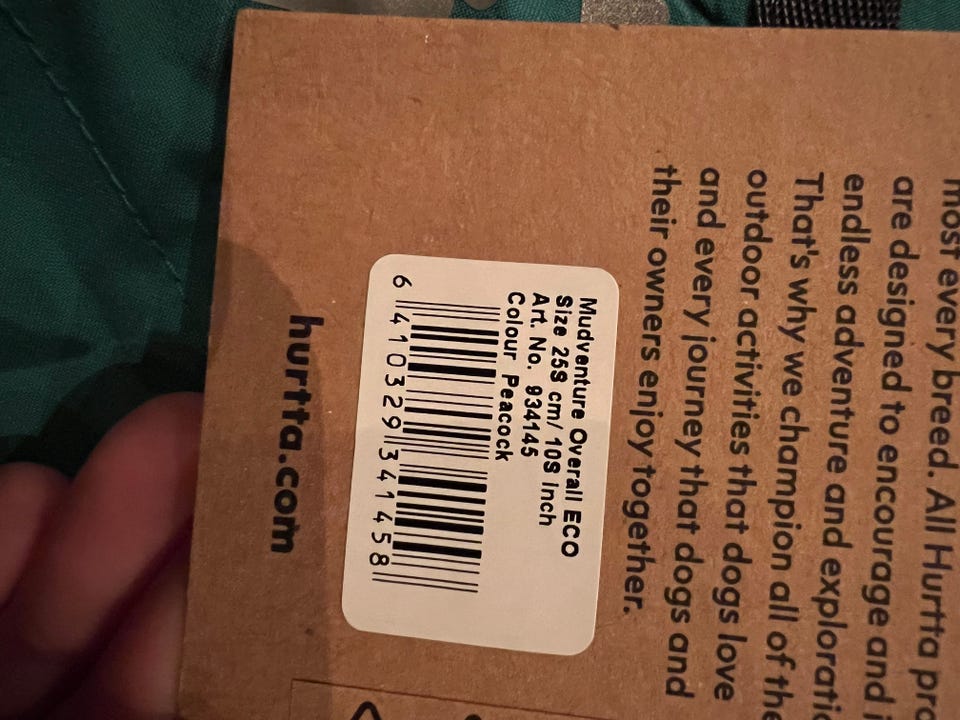 most every breed. All Hurtta
are designed to encourage and
endless adventure and
That's why we champion all of the
outdoor activities that dogs love
and every journey that dogs and
their owners enjoy together.
Mudventure Overall ECO
Size 25S cm/ 10S inch
Art. No. 934145
Colour Peacock
6 410329 341458
hurtta.com